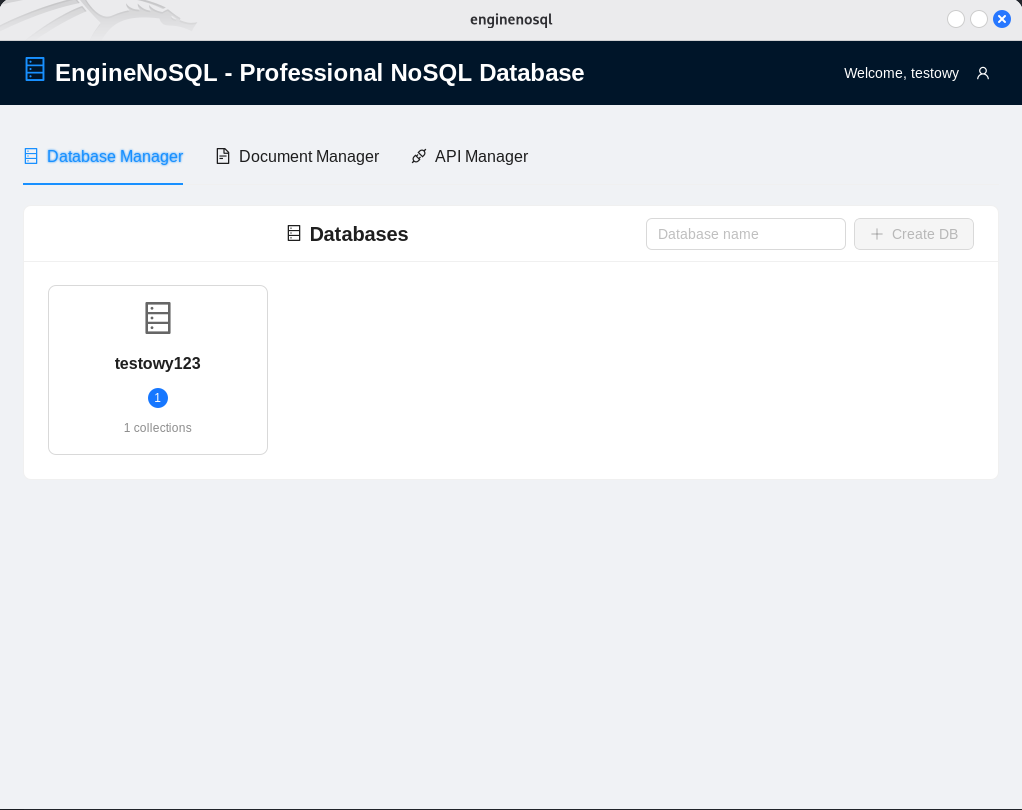 enginenosql
EngineNoSQL - Professional NoSQL Database
Welcome, testowy
Database Manager
Document Manager
API Manager
Databases
Database name
Create DB
testowy123
1
1 collections